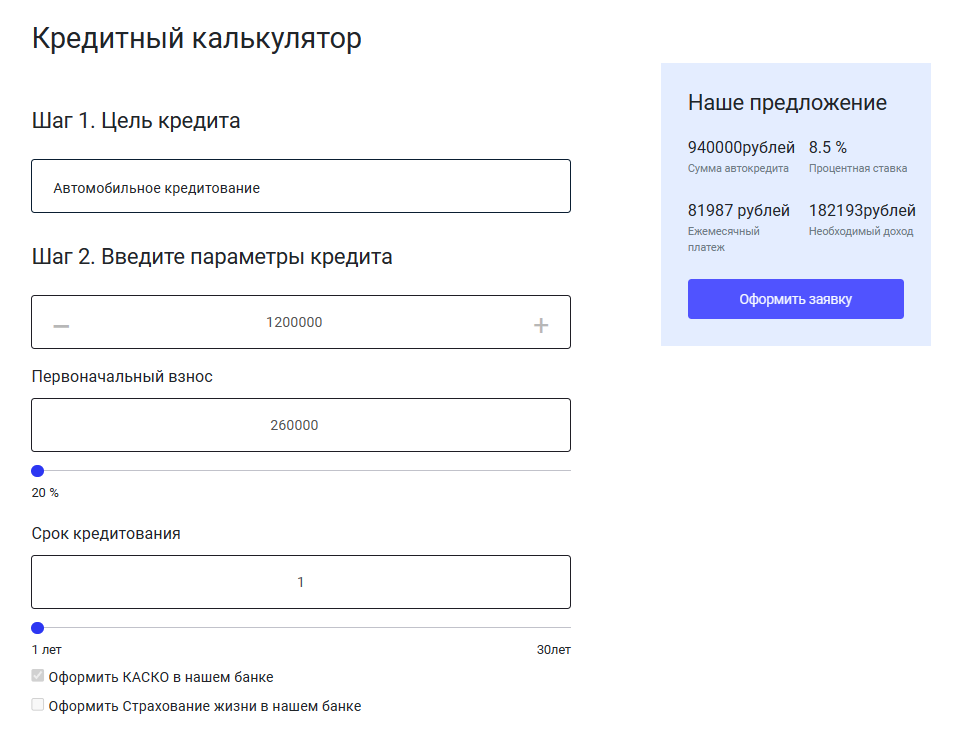 Кредитный калькулятор
Шаг 1. Цель кредита
Автомобильное кредитование
Шаг 2. Введите параметры кредита
— 1200000 +
Первоначальный взнос
260000
20 %
Срок кредитования
1
1 лет 30лет
Оформить КАСКО в нашем банке
Оформить Страхование жизни в нашем банке
Наше предложение
940000рублей 8.5 %
Сумма автокредита Процентная ставка
81987 рублей 182193рублей
Ежемесячный Необходимый доход
платеж
Оформить заявку